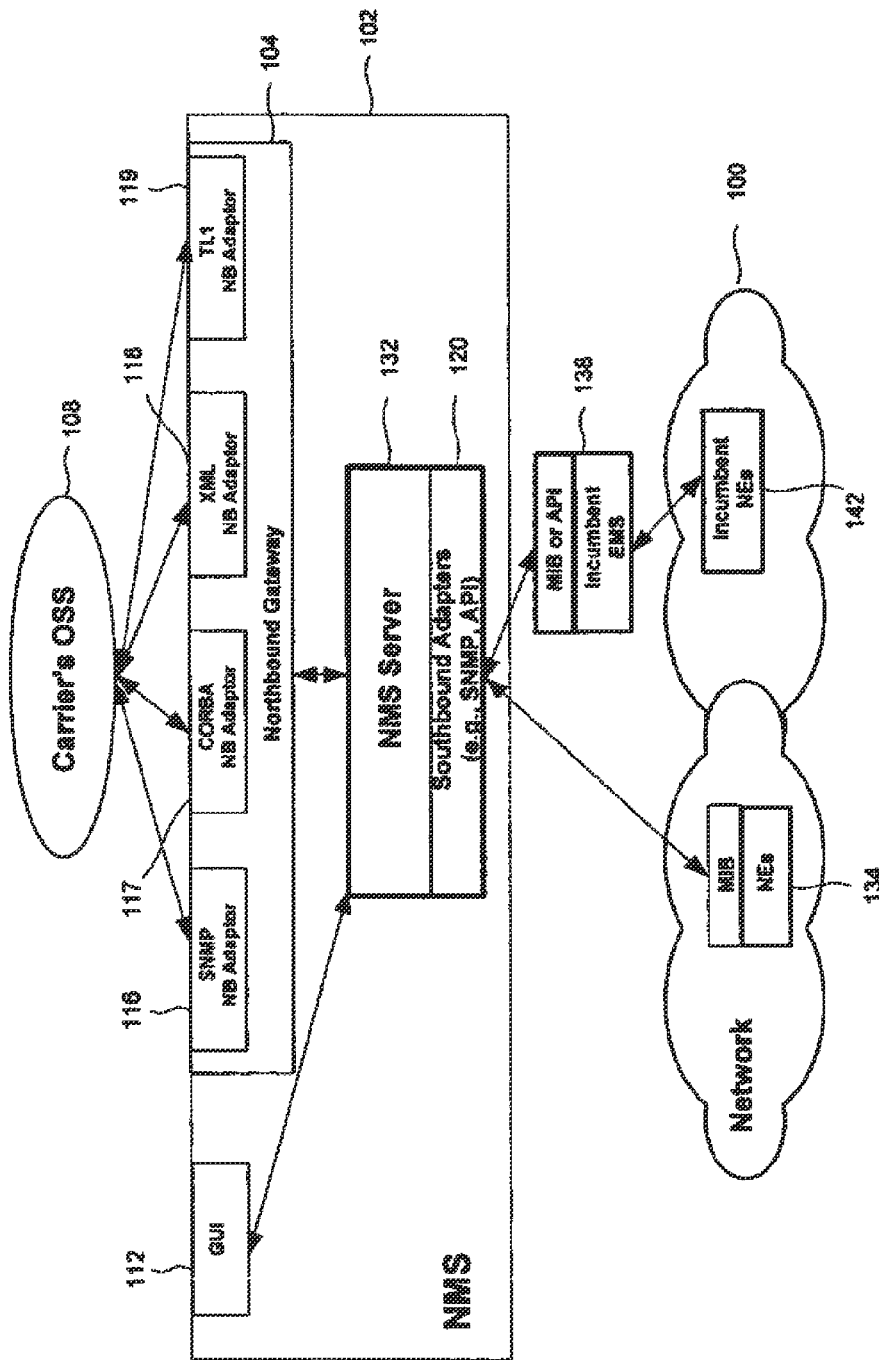 Carrier's OSS
108
112
116
117
118
119
104
102
GUI
SNMP
NB Adaptor
CORBA
NB Adaptor
XML
NB Adaptor
TL1
NB Adaptor
Northbound Gateway
NMS Server
132
Southbound Adapters
(e.g., SNMP, API)
120
NMS
MIB or API
Incumbent
EMS
138
100
Network
MIB
NEs
134
Incumbent
NEs
142